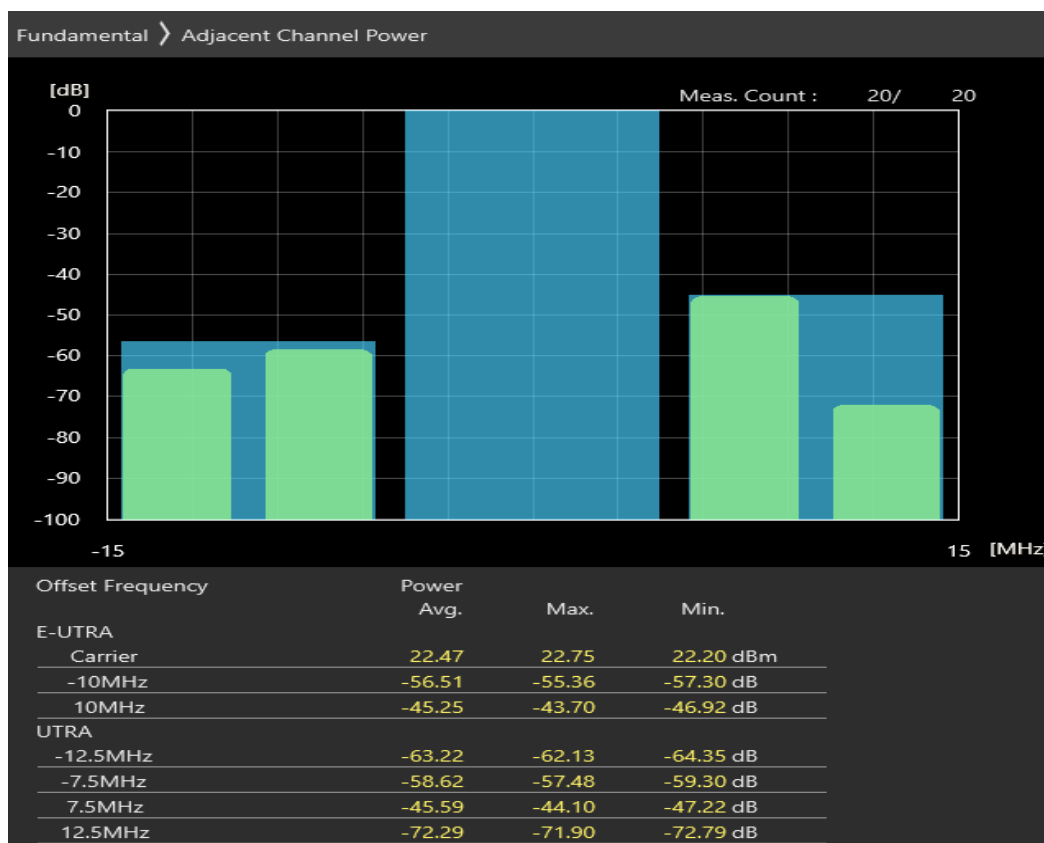 Fundamental ❯ Adjacent Channel Power
[dB]
Meas. Count : 20/ 20
0
-10
-20
-30
-40
-50
-60
-70
-80
-90
-100
-15 15 [MHz
Offset Frequency Power
Avg. Max. Min.
E-UTRA
Carrier 22.47 22.75 22.20 dBm
-10MHz -56.51 -55.36 -57.30 dB
10MHz -45.25 -43.70 -46.92 dB
UTRA
-12.5MHz -63.22 -62.13 -64.35 dB
-7.5MHz -58.62 -57.48 -59.30 dB
7.5MHz -45.59 -44.10 -47.22 dB
12.5MHz -72.29 -71.90 -72.79 dB